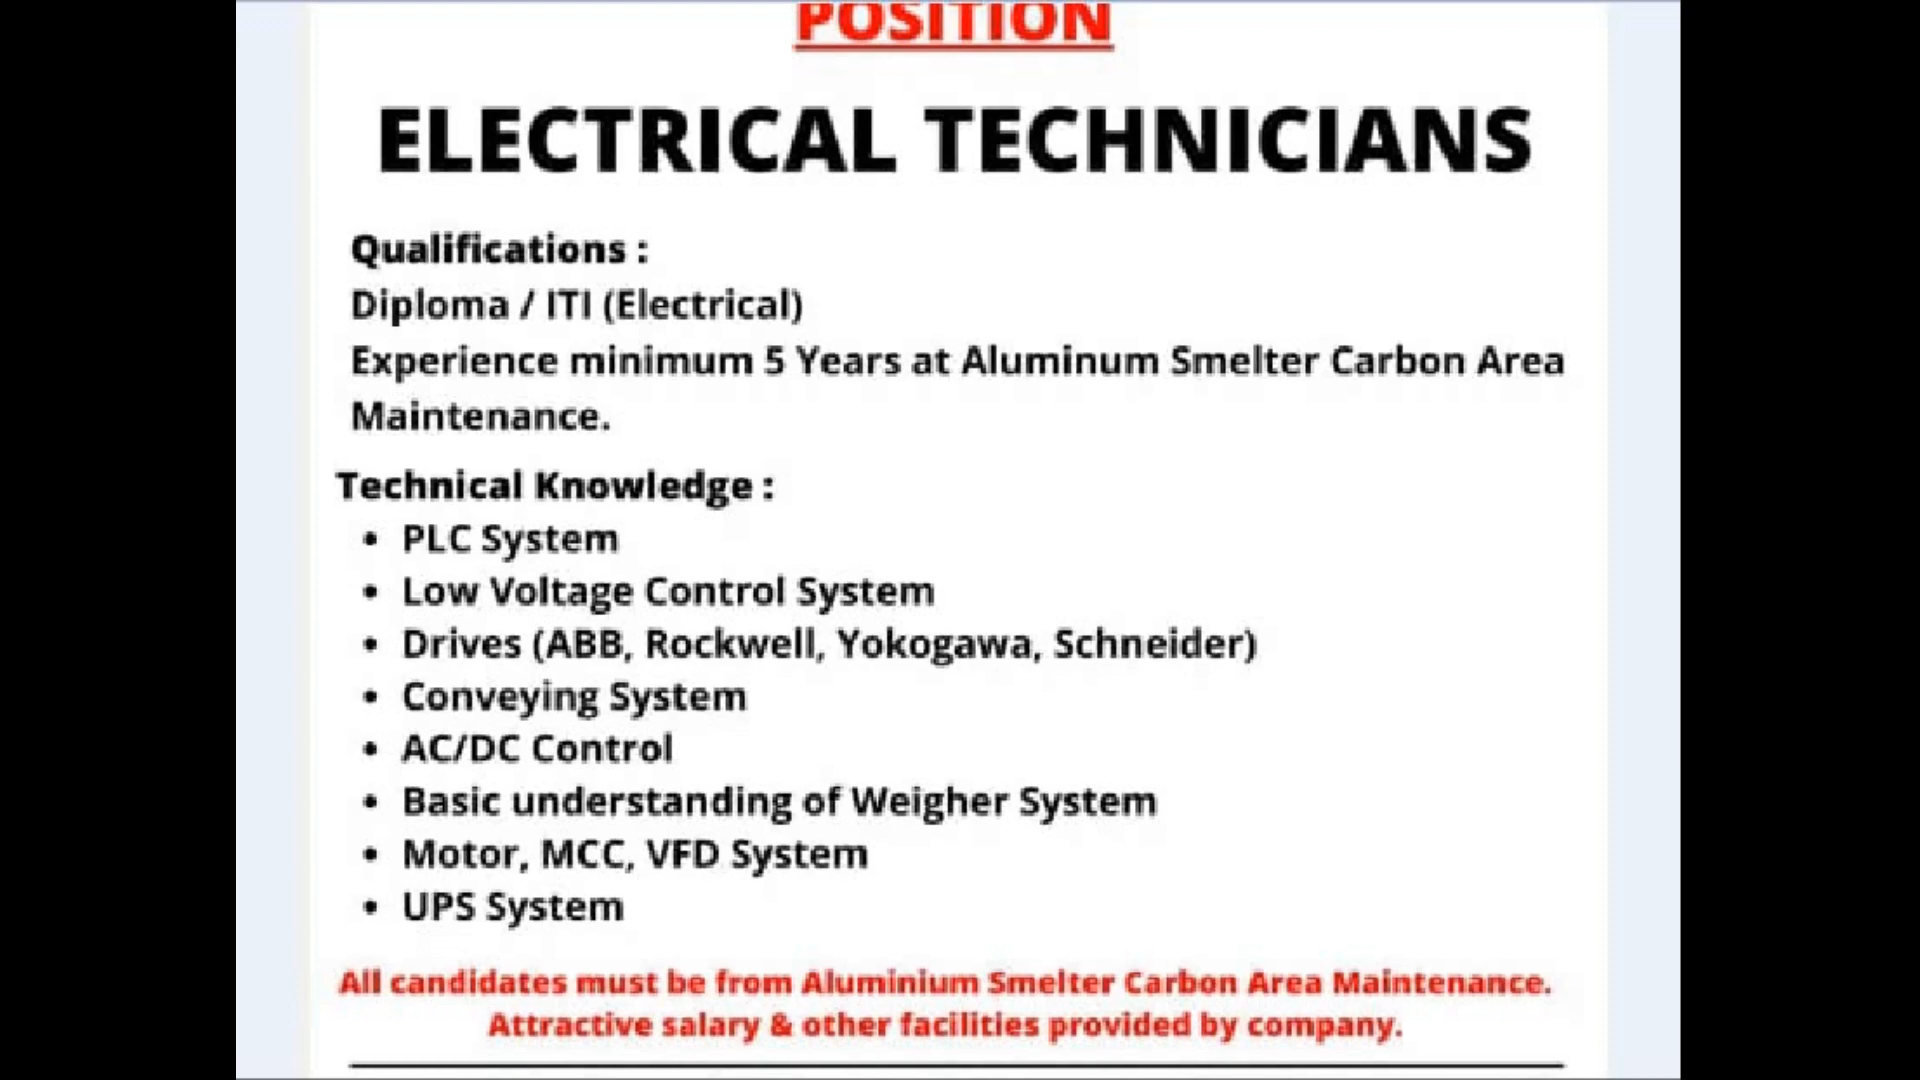 POSITION
ELECTRICAL TECHNICIANS
Qualifications :
Diploma / ITI (Electrical)
Experience minimum 5 Years at Aluminum Smelter Carbon Area
Maintenance.
Technical Knowledge :
• PLC System
• Low Voltage Control System
• Drives (ABB, Rockwell, Yokogawa, Schneider)
• Conveying System
• AC/DC Control
• Basic understanding of Weigher System
• Motor, MCC, VFD System
• UPS System
All candidates must be from Aluminium Smelter Carbon Area Maintenance.
Attractive salary & other facilities provided by company.